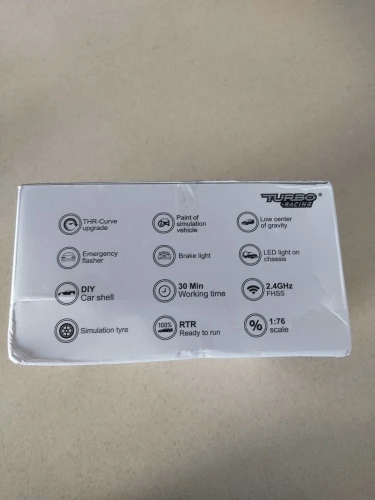 TURBO®
RACING
THR-Curve
upgrade
Paint of
simulation
vehicle
Low center
of gravity
Emergency
flasher
Brake light
LED light on
chassis
DIY
Car shell
30 Min
Working time
2.4GHz
FHSS
Simulation tyre
100%
RTR
Ready to run
%
1:76
scale